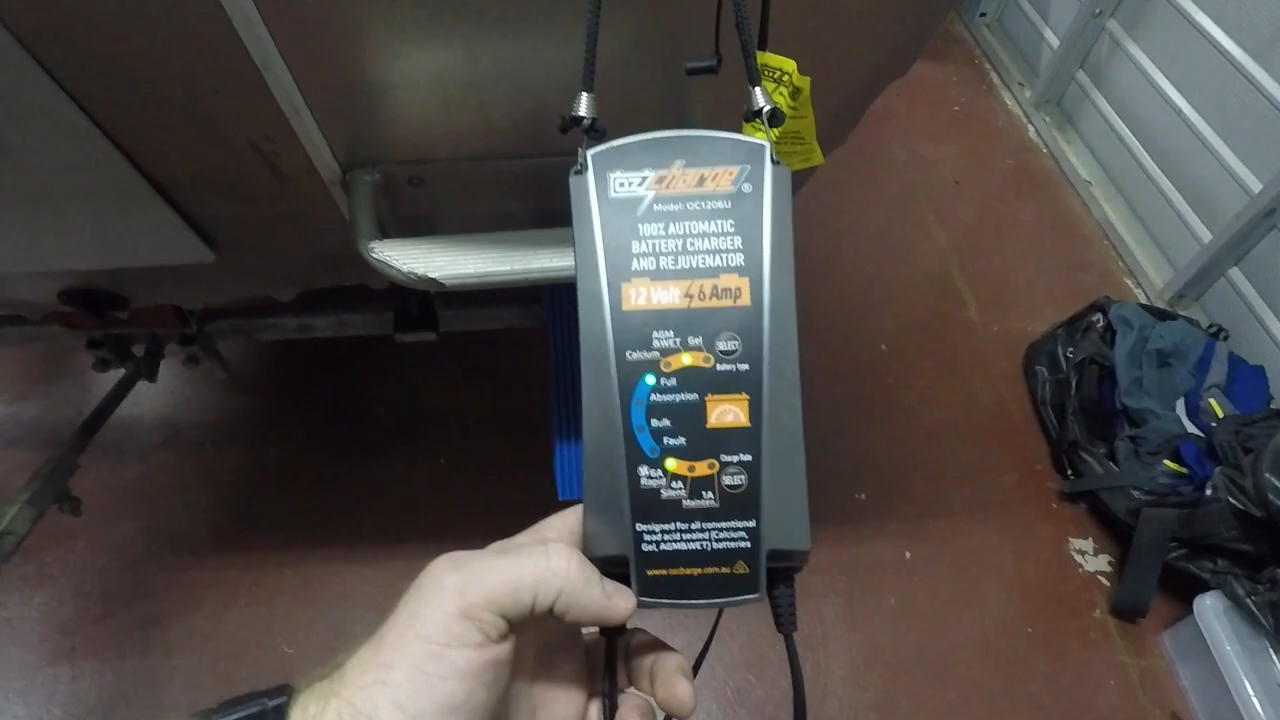 OZ Charge ®
Model: OC1206U
100% AUTOMATIC
BATTERY CHARGER
AND REJUVENATOR
12 Volt 6 Amp
AGM
&WET
Gel
SELECT
Calcium
Battery type
Full
Absorption
Bulk
Fault
Charge Rate
6A
Rapid
4A
Silent
1A
Mainten.
SELECT
Designed for all conventional
lead acid sealed (Calcium,
Gel, AGM&WET) batteries
www.ozcharge.com.au